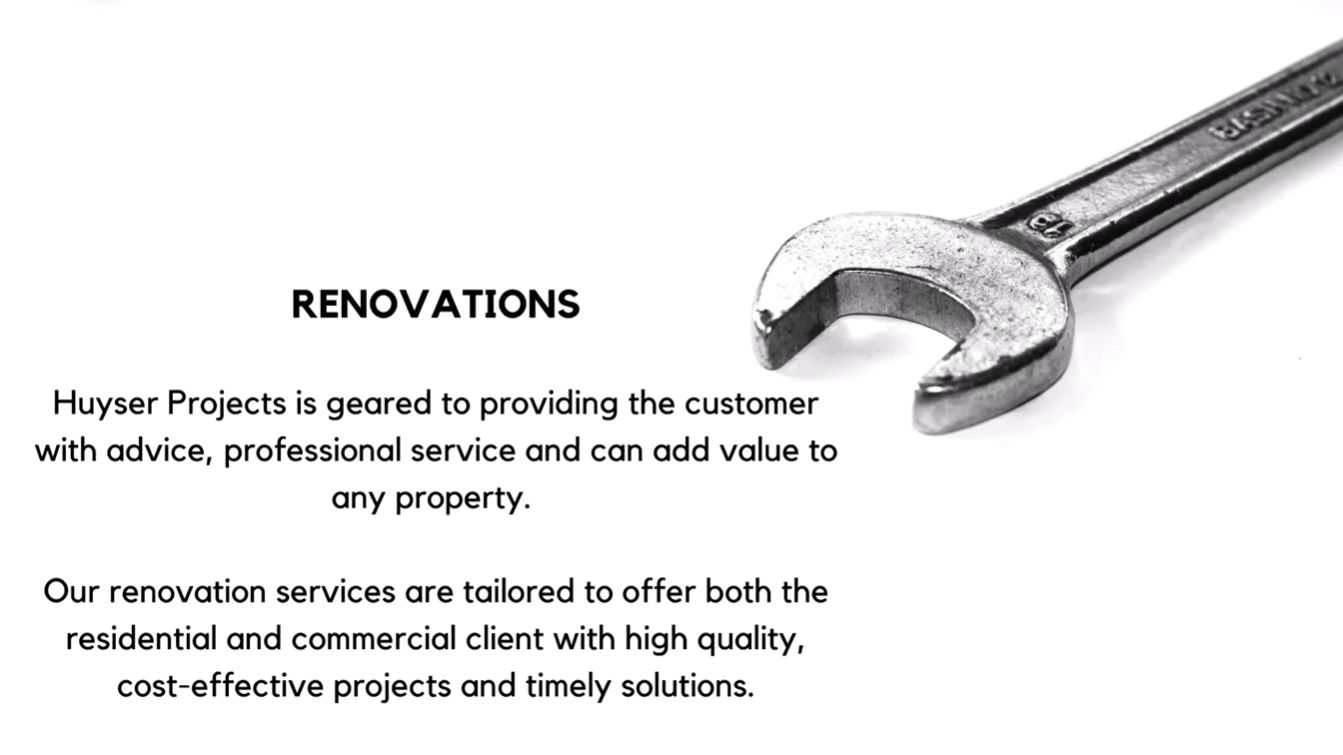 RENOVATIONS
Huyser Projects is geared to providing the customer
with advice, professional service and can add value to
any property.
Our renovation services are tailored to offer both the
residential and commercial client with high quality,
cost-effective projects and timely solutions.